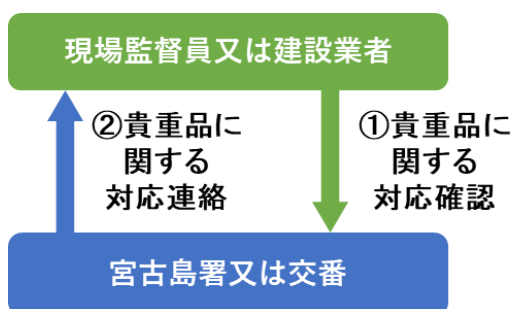 現場監督員又は建設業者
②貴重品に
関する
対応連絡
①貴重品に
関する
対応確認
宮古島署又は交番